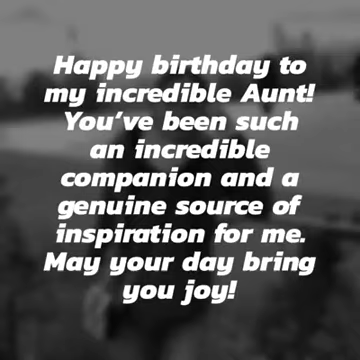 Happy birthday to
my incredible Aunt!
You've been such
an incredible
companion and a
genuine source of
inspiration for me.
May your day bring
you joy!